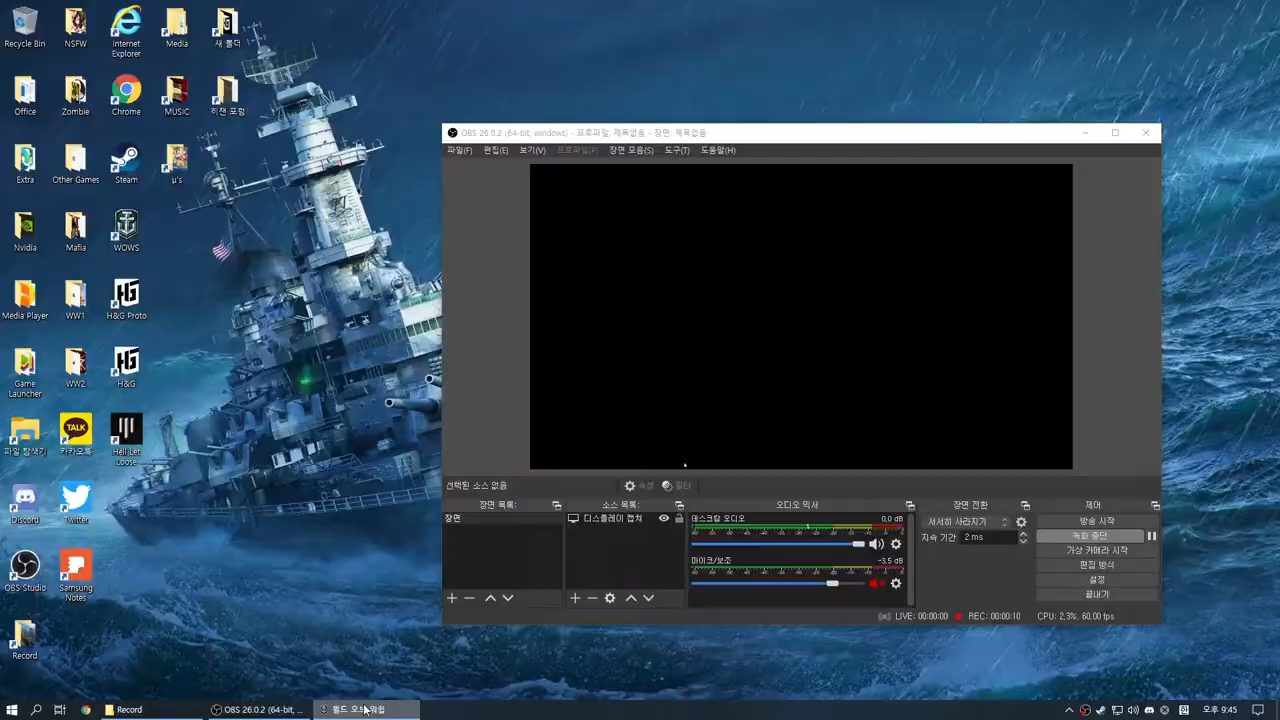 Recycle Bin
NSFW
Internet
Explorer
Media
새 폴더
Office
Zombie
Chrome
MUSIC
히잰 포럼
Extra
Other Games
Steam
μ's
Nvidia
Mafia
WOWS
Media Player
WW1
H&G Proto
Game
Launcher
WW2
H&G
파일 탐색기
TALK
카카오톡
Hell Let
Loose
Discord
Twitter
OBS Studio
Samsung
Notes
Record
OBS 26.0.2 (64-bit, windows) - 프로파일: 제목없음 - 장면: 제목없음
파일(F) 편집(E) 보기(V) 프로파일(P) 장면 모음(S) 도구(T) 도움말(H)
선택된 소스 없음 속성 필터
장면 목록: 소스 목록: 오디오 믹서 장면 전환 제어
장면
디스플레이 캡쳐
데스크탑 오디오 0.0 dB
마이크/보조 -3.5 dB
서서히 사라지기
지속 기간 2 ms
방송 시작
녹화 중단
가상 카메라 시작
편집 방식
설정
끝내기
LIVE: 00:00:00 REC: 00:00:10 CPU: 2.3%, 60.00 fps
Record OBS 26.0.2 (64-bit, ... 월드 오브 워쉽 오후 9:45